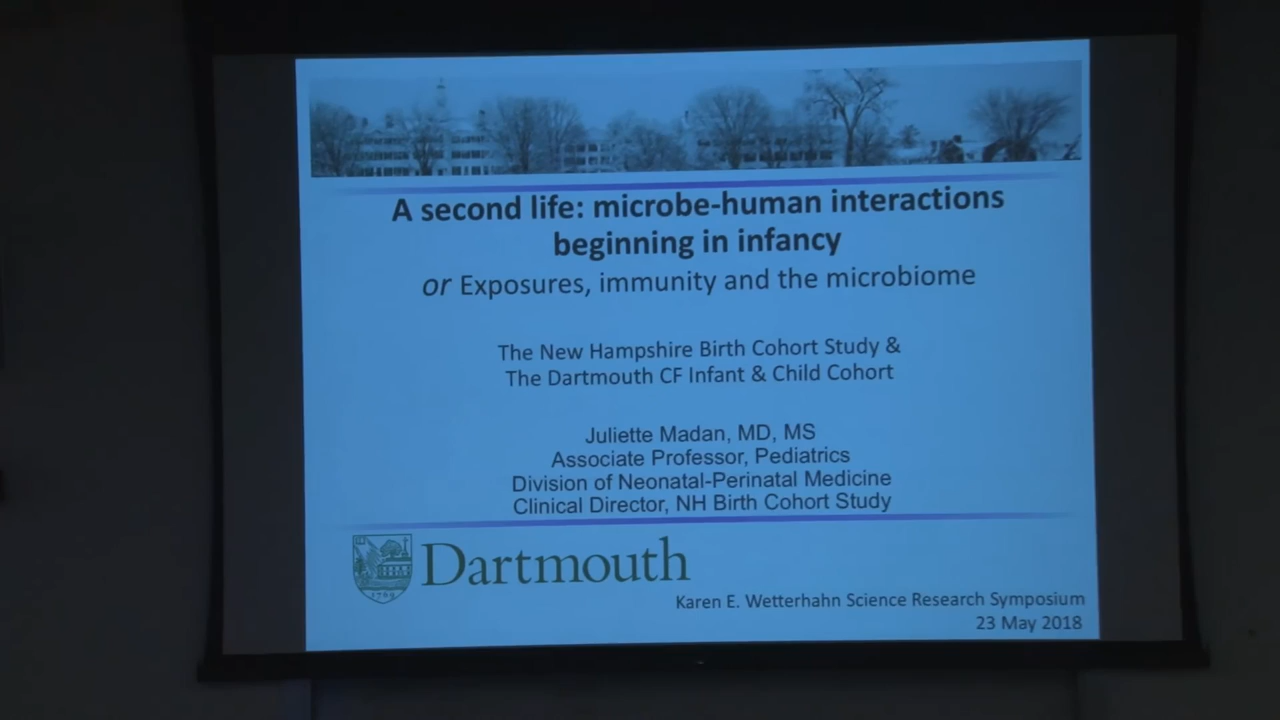 A second life: microbe-human interactions
beginning in infancy
or Exposures, immunity and the microbiome
The New Hampshire Birth Cohort Study &
The Dartmouth CF Infant & Child Cohort
Juliette Madan, MD, MS
Associate Professor, Pediatrics
Division of Neonatal-Perinatal Medicine
Clinical Director, NH Birth Cohort Study
1769
Dartmouth
Karen E. Wetterhahn Science Research Symposium
23 May 2018